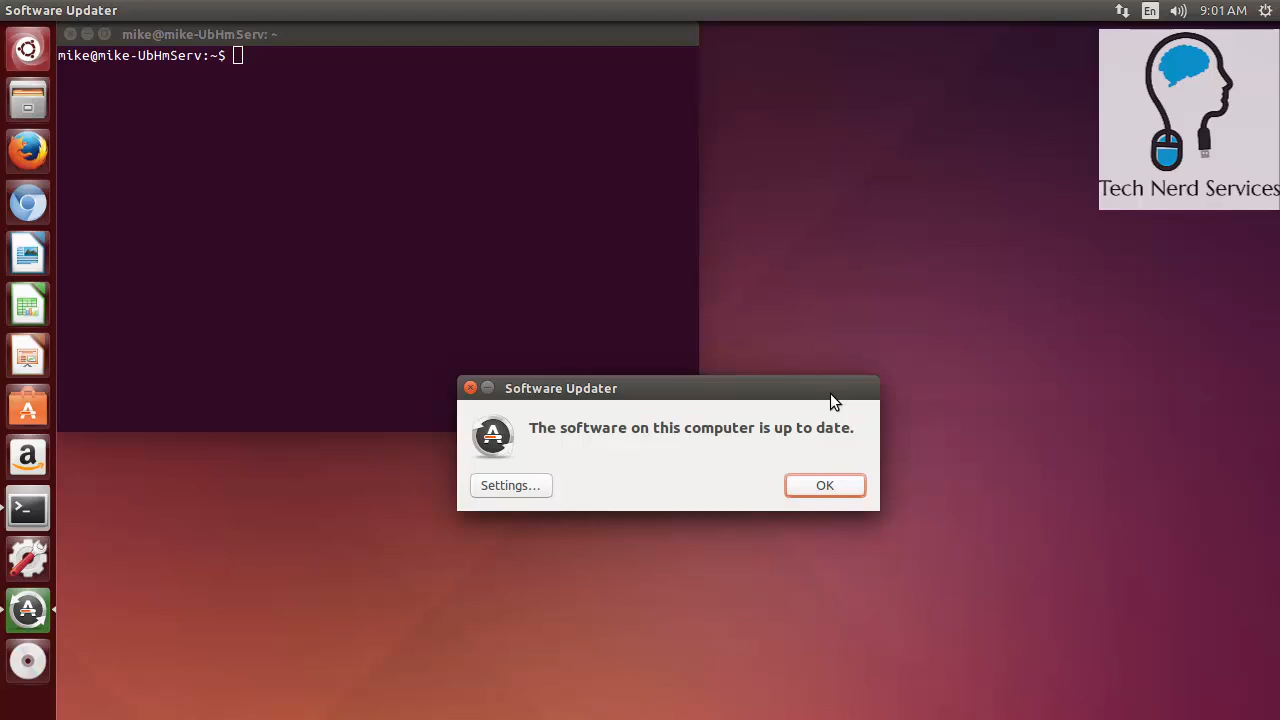 Software Updater
En
9:01 AM
mike@mike-UbHmServ: ~
mike@mike-UbHmServ:~$
Tech Nerd Services
Software Updater
The software on this computer is up to date.
Settings...
OK